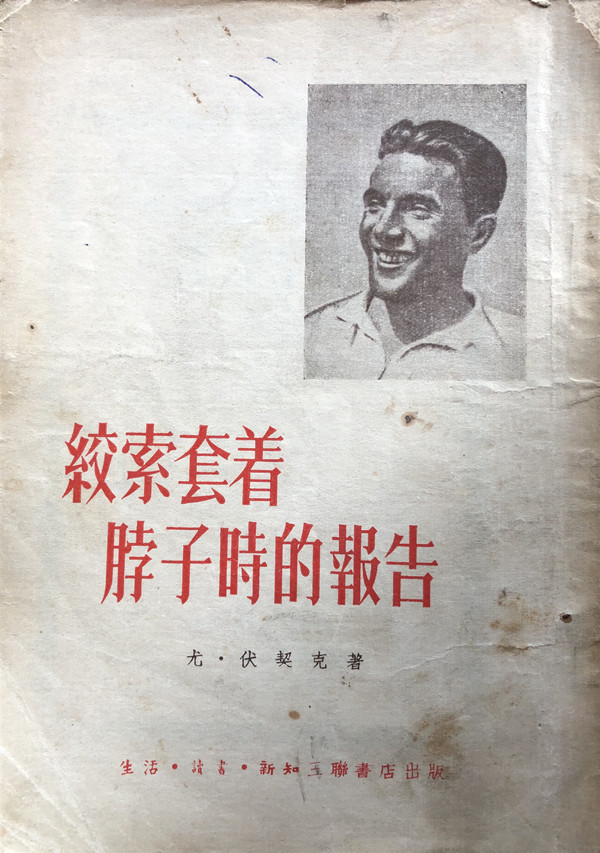 絞索套着
脖子時的報告
尤·伏契克著
生活·讀書·新知三聯書店出版